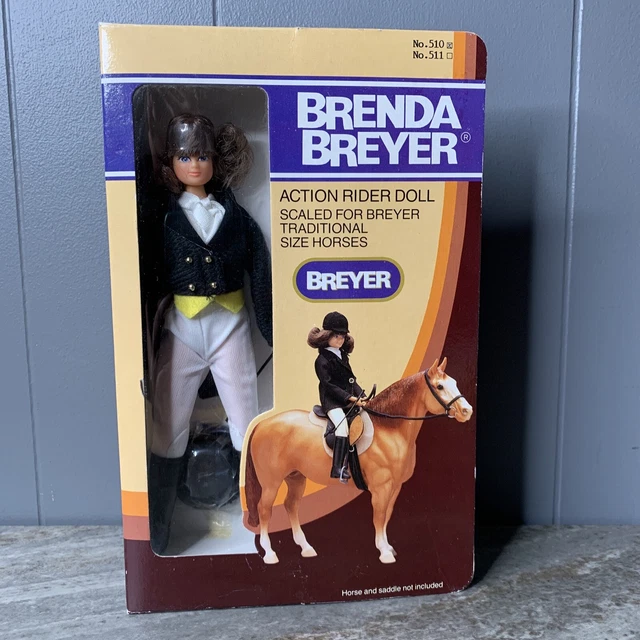 No.510 ☒
No.511 ☐
BRENDA
BREYER®
ACTION RIDER DOLL
SCALED FOR BREYER
TRADITIONAL
SIZE HORSES
BREYER
Horse and saddle not included